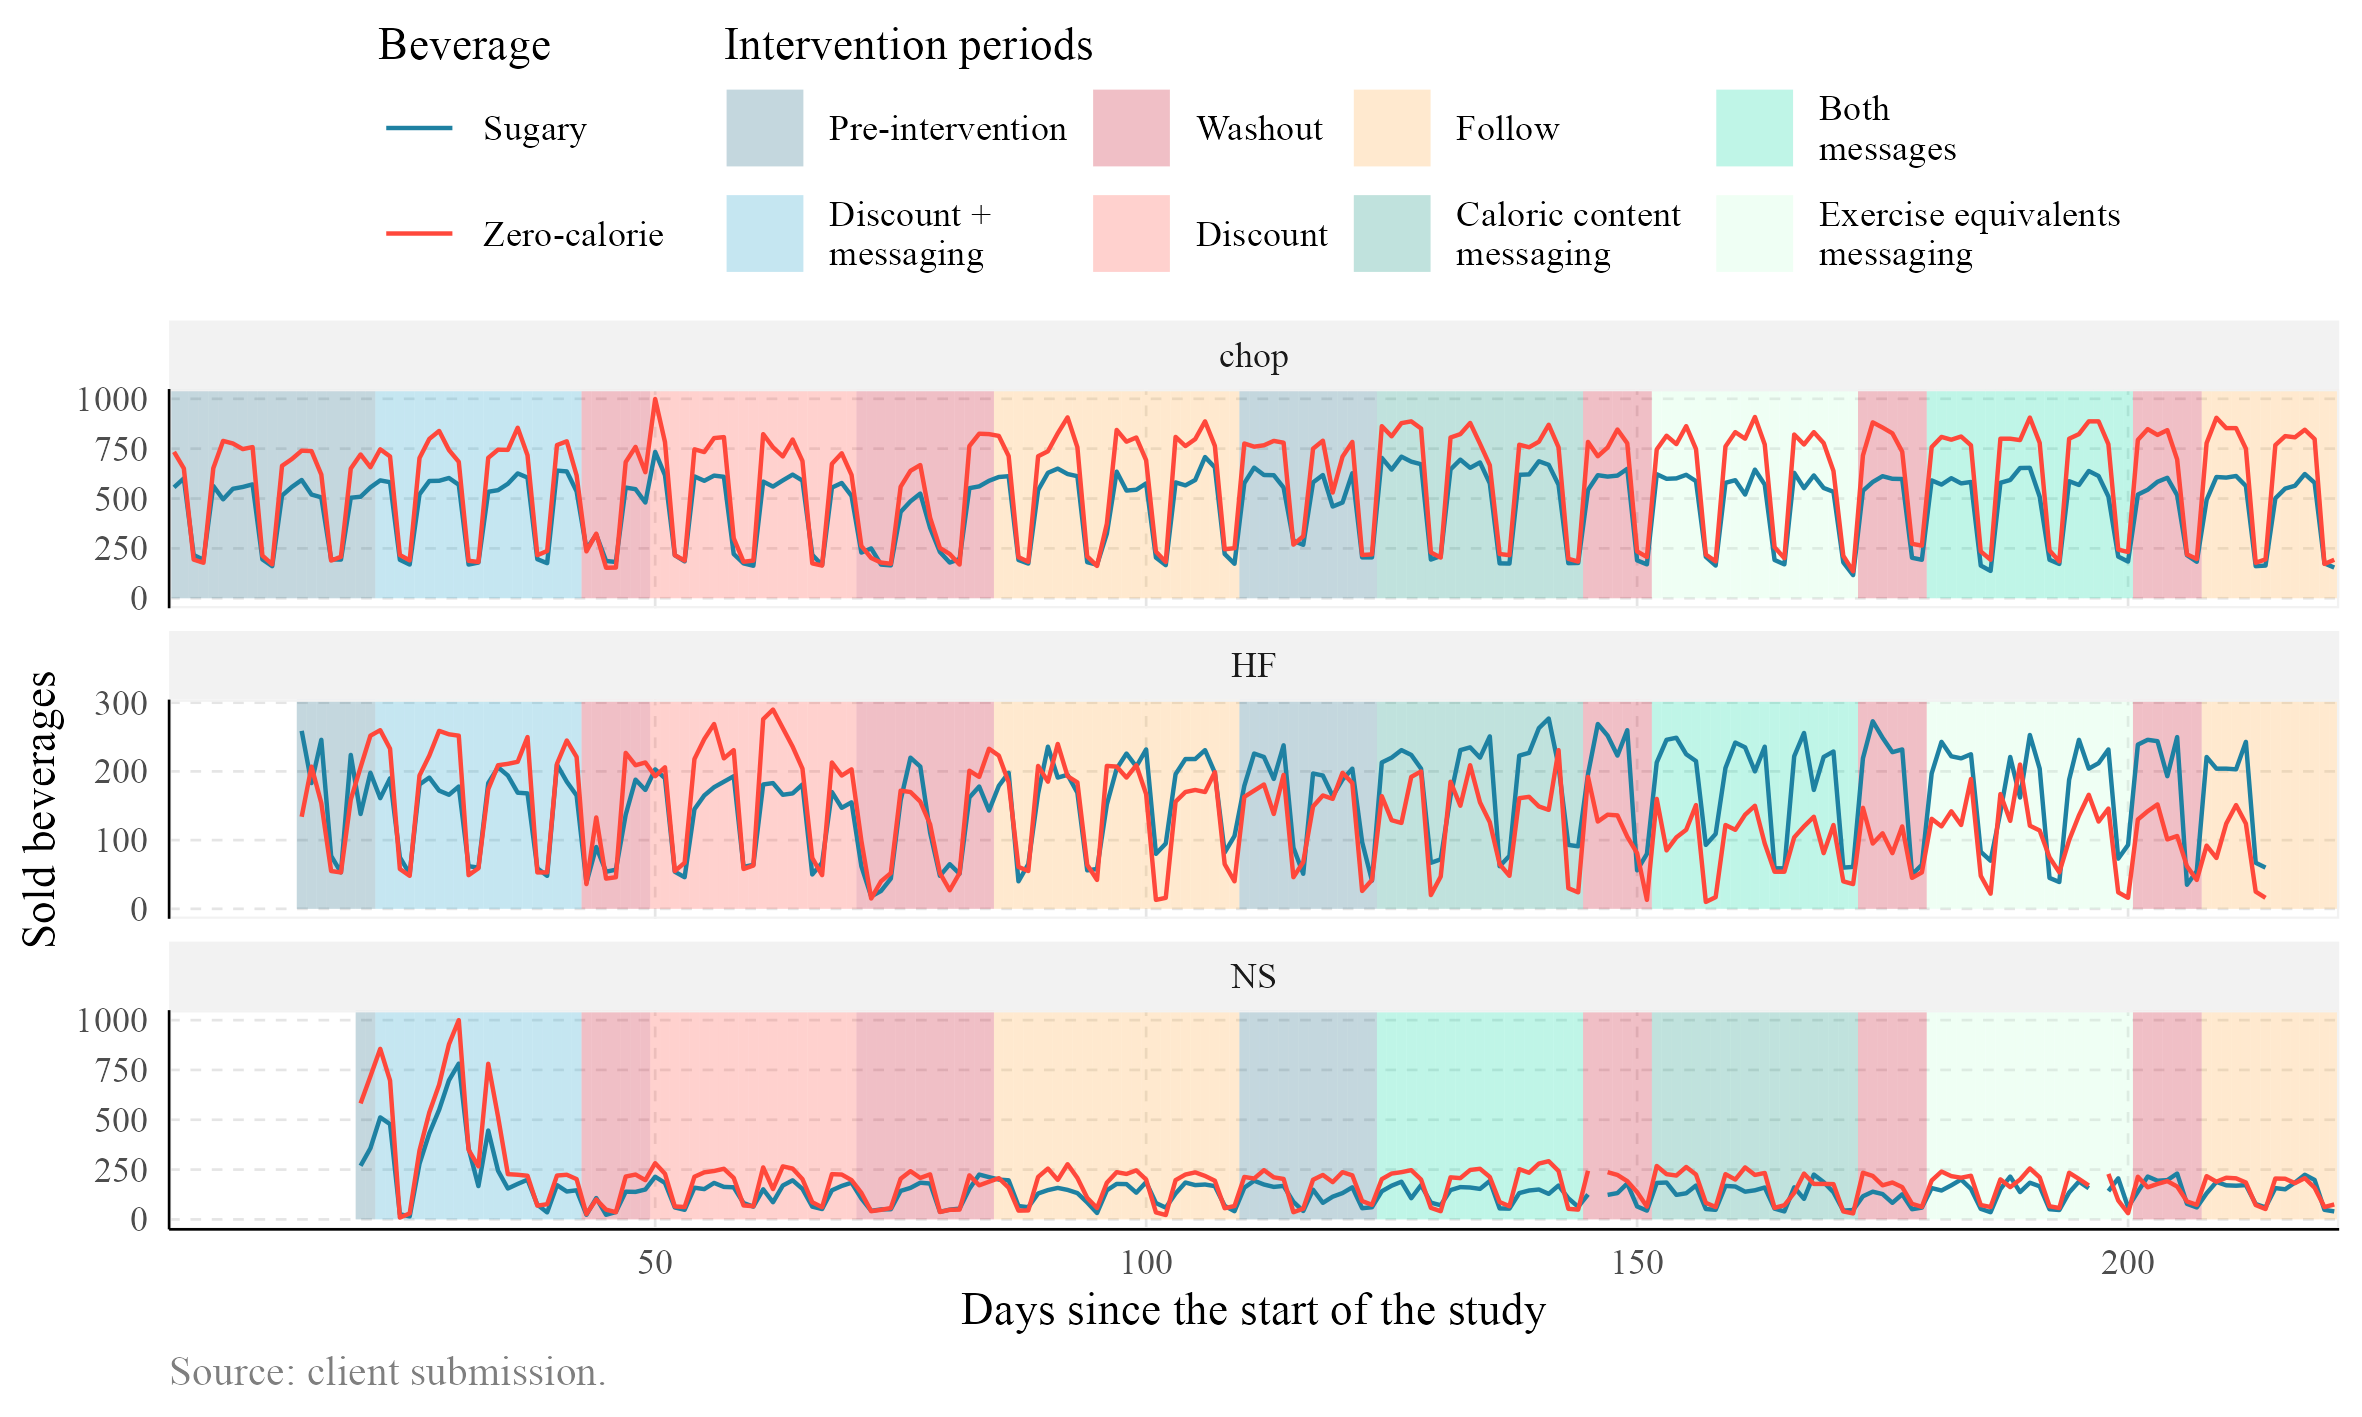 Beverage
Intervention periods
Sugary
Zero-calorie
Pre-intervention
Discount +
messaging
Washout
Discount
Follow
Caloric content
messaging
Both
messages
Exercise equivalents
messaging
chop
1000
750
500
250
0
HF
300
200
100
0
NS
1000
750
500
250
0
50
100
150
200
Sold beverages
Days since the start of the study
Source: client submission.